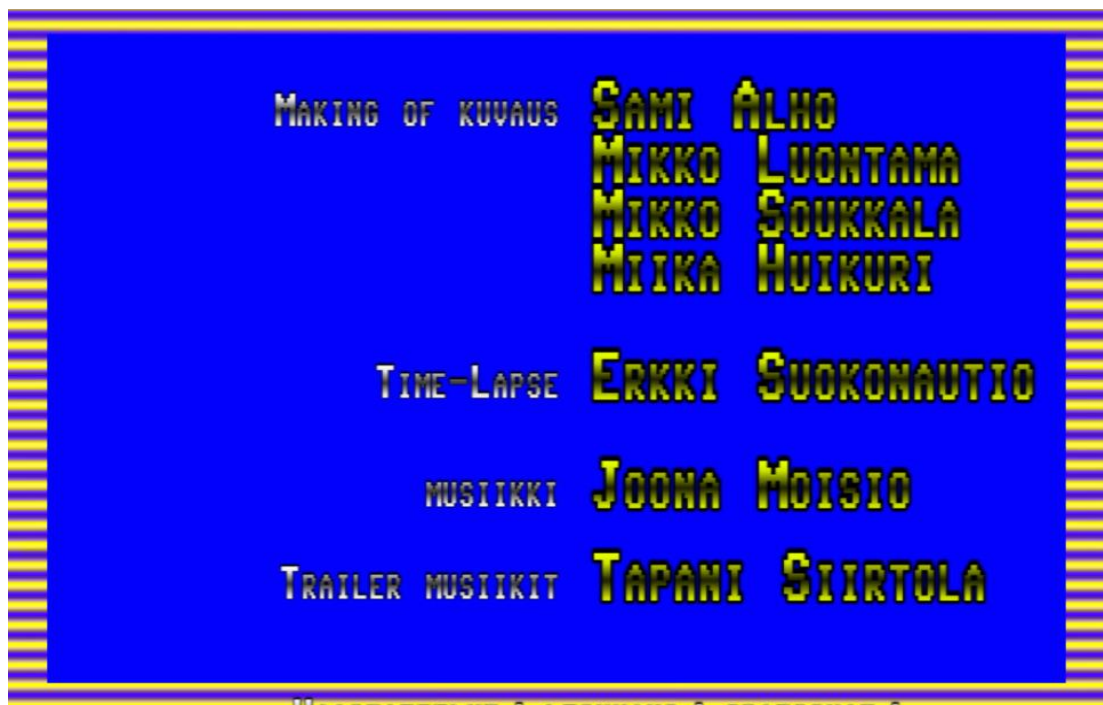 Making of kuvaus Sami Alho
Mikko Luontama
Mikko Soukkala
Miika Huikuri
Time-Lapse Erkki Suokonautio
musiikki Joona Moisio
Trailer musiikit Tapani Siirtola